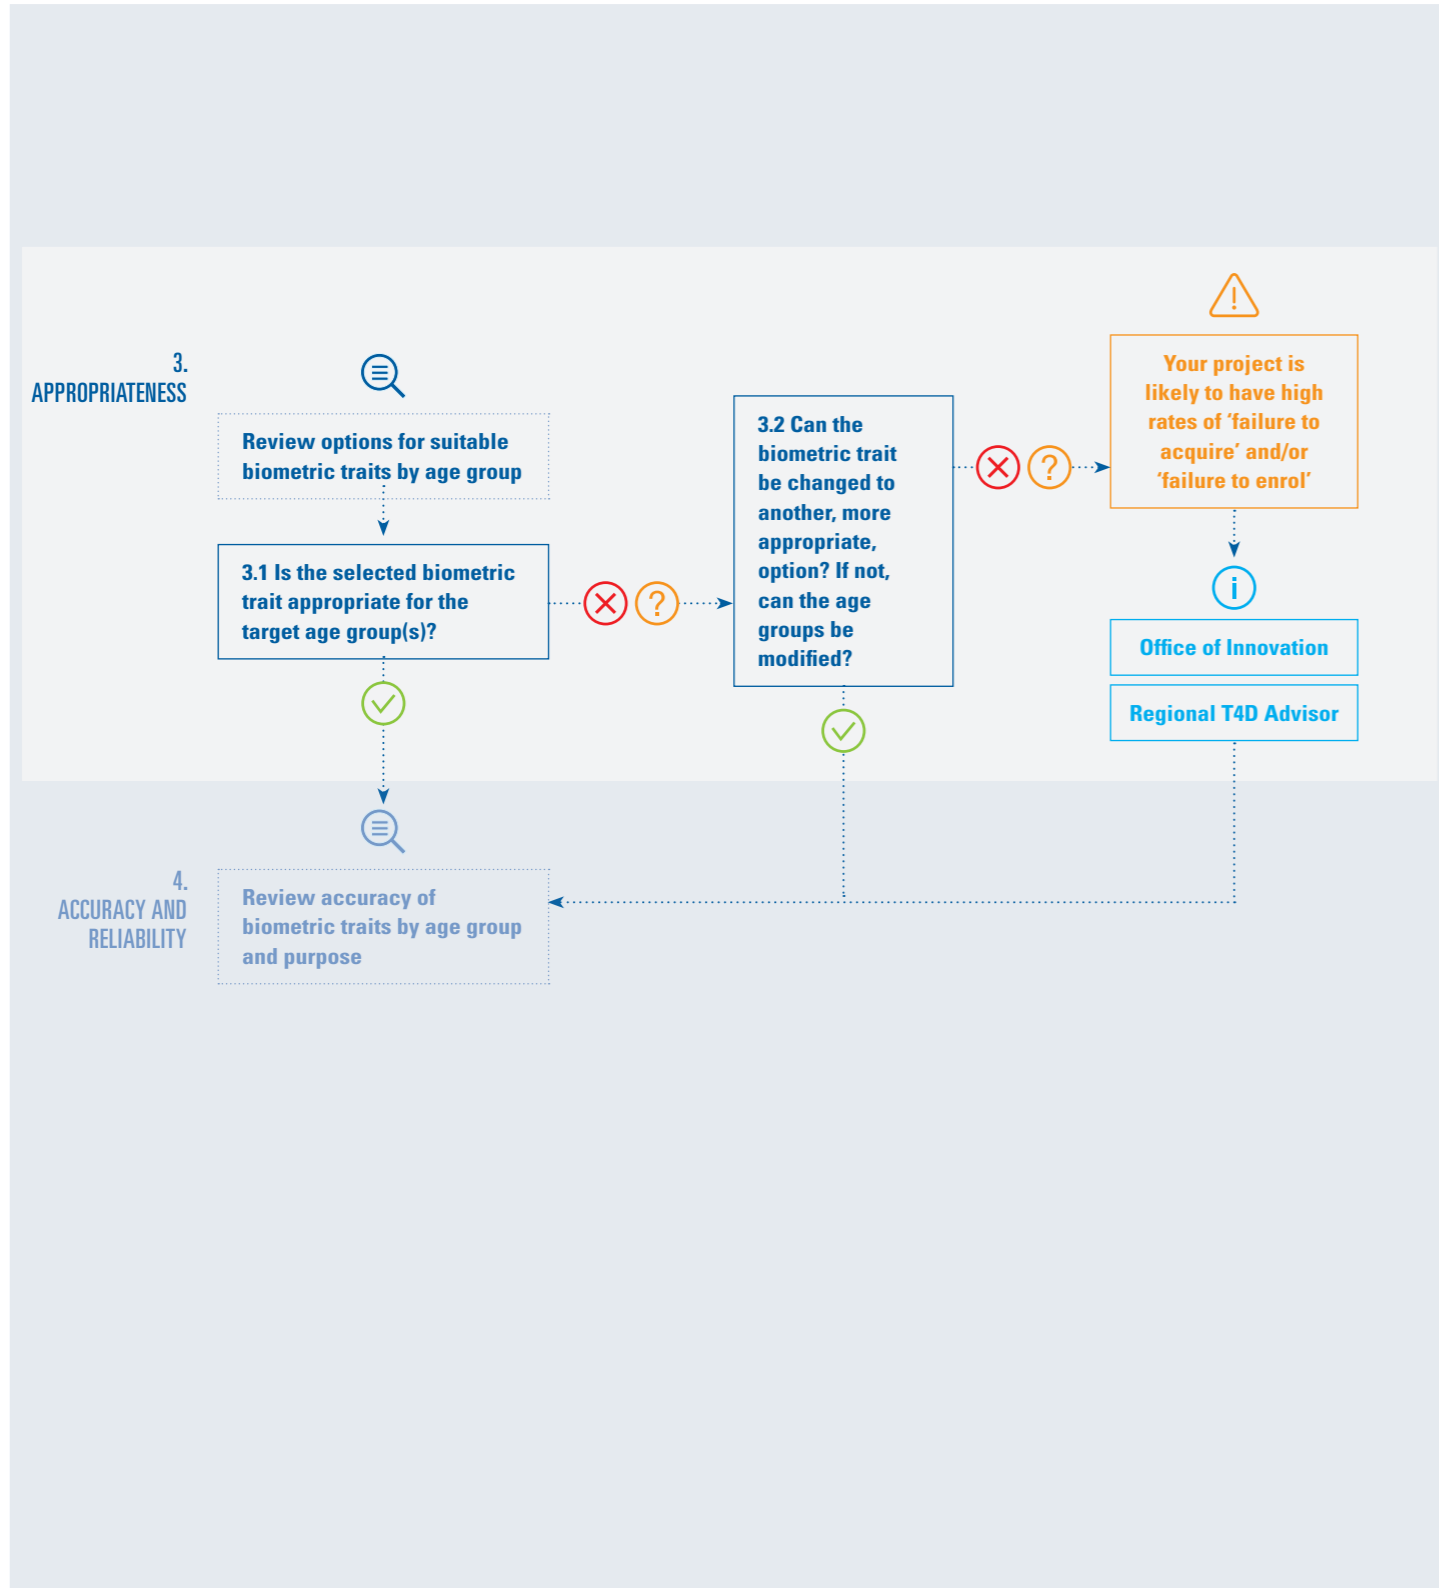 3.
APPROPRIATENESS
Review options for suitable
biometric traits by age group
3.1 Is the selected biometric
trait appropriate for the
target age group(s)?
?
3.2 Can the
biometric trait
be changed to
another, more
appropriate,
option? If not,
can the age
groups be
modified?
?
!
Your project is
likely to have high
rates of ‘failure to
acquire’ and/or
‘failure to enrol’
i
Office of Innovation
Regional T4D Advisor
4.
ACCURACY AND
RELIABILITY
Review accuracy of
biometric traits by age group
and purpose